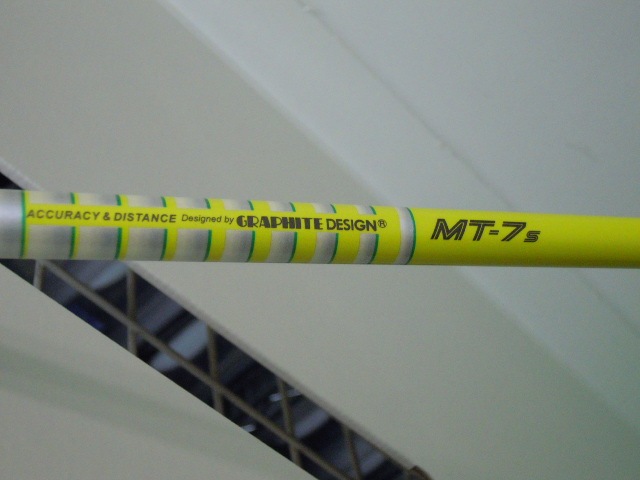 ACCURACY & DISTANCE Designed by GRAPHITE DESIGN® MT-7s